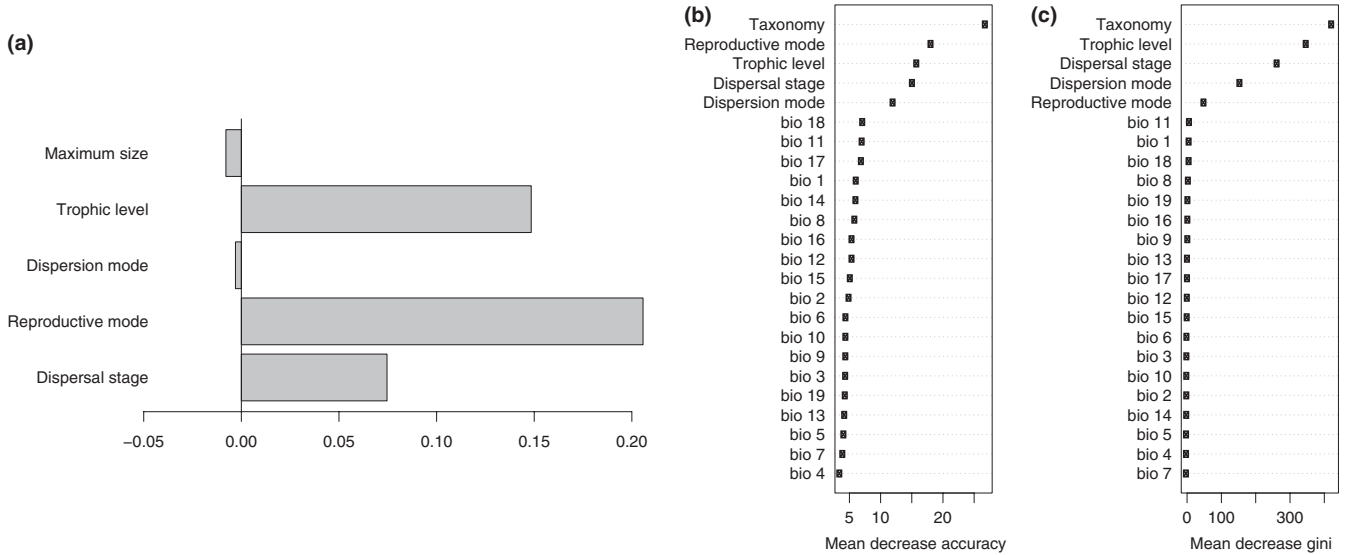 (a)
Maximum size
Trophic level
Dispersion mode
Reproductive mode
Dispersal stage
−0.05 0.00 0.05 0.10 0.15 0.20
(b)
Taxonomy
Reproductive mode
Trophic level
Dispersal stage
Dispersion mode
bio 18
bio 11
bio 17
bio 1
bio 14
bio 8
bio 16
bio 12
bio 15
bio 2
bio 6
bio 10
bio 9
bio 3
bio 19
bio 13
bio 5
bio 7
bio 4
5 10 20
Mean decrease accuracy
(c)
Taxonomy
Trophic level
Dispersal stage
Dispersion mode
Reproductive mode
bio 11
bio 1
bio 18
bio 8
bio 19
bio 16
bio 9
bio 13
bio 17
bio 12
bio 15
bio 6
bio 3
bio 10
bio 2
bio 14
bio 5
bio 4
bio 7
0 100 300
Mean decrease gini